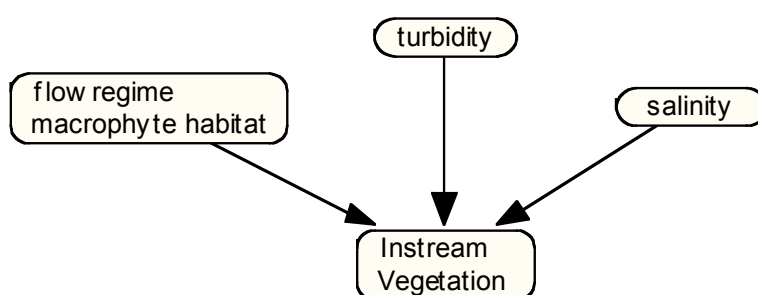 turbidity
flow regime
macrophyte habitat
salinity
Instream
Vegetation